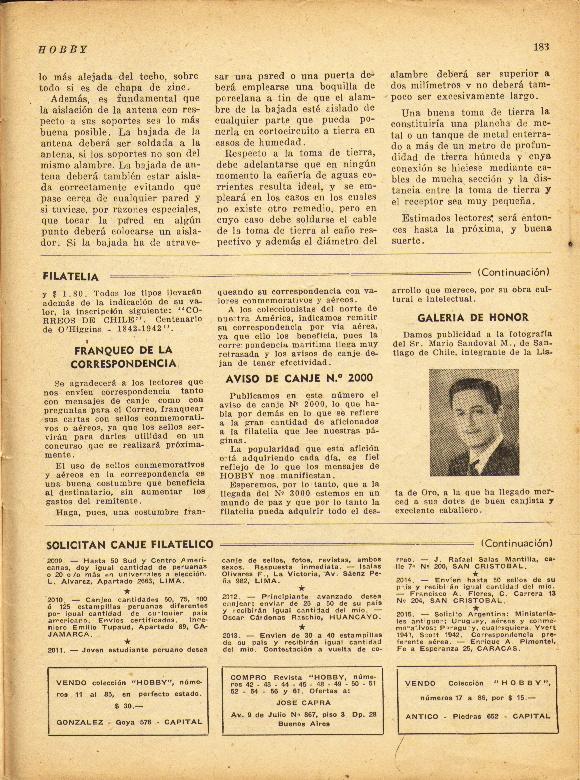 HOBBY
183
lo más alejada del techo, sobre
todo si es de chapa de zinc.
Además, es fundamental que
la aislación de la antena con res-
pecto a sus soportes sea lo más
buena posible. La bajada de la
antena deberá ser soldada a la
antena, si los soportes no son del
mismo alambre. La bajada de an-
tena deberá también estar aisla-
da correctamente evitando que
pase cerca de cualquier pared y
si tuviese, por razones especiales,
que tocar la pared en algún
punto deberá colocarse un aisla-
dor. Si la bajada ha de atrave-
sar una pared o una puerta de-
berá emplearse una boquilla de
porcelana a fin de que el alam-
bre de la bajada esté aislado de
cualquier parte que pueda po-
nerla en cortocircuito a tierra en
casos de humedad.
Respecto a la toma de tierra,
debe adelantarse que en ningún
momento la cañería de aguas co-
rrientes resulta ideal, y se em-
pleará en los casos en los cuales
no existe otro remedio, pero en
cuyo caso debe soldarse el cable
de la toma de tierra al caño res-
pectivo y además el diámetro del
alambre deberá ser superior a
dos milímetros y no deberá tam-
poco ser excesivamente largo.
Una buena toma de tierra la
constituiría una plancha de me-
tal o un tanque de metal enterra-
do a más de un metro de profun-
didad de tierra húmeda y cuya
conexión se hiciese mediante ca-
bles de mucha sección y la dis-
tancia entre la toma de tierra y
el receptor sea muy pequeña.
Estimados lectores; será enton-
ces hasta la próxima, y buena
suerte.
FILATELIA
(Continuación)
y $ 1.80. Todos los tipos llevarán
además de la indicación de su va-
lor, la inscripción siguiente: "CO-
RREOS DE CHILE". Centenario
de O'Higgins - 1842-1942".
FRANQUEO DE LA
CORRESPONDENCIA
Se agradecerá a los lectores que
nos envíen correspondencia tanto
con mensajes de canje como con
preguntas para el Correo, franquear
sus cartas con sellos conmemorati-
vos o aéreos, ya que los sellos ser-
virán para darles utilidad en un
concurso que se realizará próxima-
mente.
El uso de sellos conmemorativos
y aéreos en la correspondencia es
una buena costumbre que beneficia
al destinatario, sin aumentar los
gastos del remitente.
Haga, pues, una costumbre fran-
queando su correspondencia con va-
lores conmemorativos y aéreos.
A los coleccionistas del norte de
nuestra América, indicamos remitir
su correspondencia por vía aérea,
ya que ello los beneficia, pues la
correspondencia marítima llega muy
retrasada y los avisos de canje de-
jan de tener efectividad.
AVISO DE CANJE N.º 2000
Publicamos en este número el
aviso de canje Nº 2000, lo que ha-
bla por demás en lo que se refiere
a la gran cantidad de aficionados
a la filatelia que lee nuestras pá-
ginas.
La popularidad que esta afición
está adquiriendo cada día, es fiel
reflejo de lo que los mensajes de
HOBBY nos manifiestan.
Esperemos, por lo tanto, que a la
llegada del Nº 3000 estemos en un
mundo de paz y que por lo tanto la
filatelia pueda adquirir todo el des-
arrollo que merece, por su obra cul-
tural e intelectual.
GALERIA DE HONOR
Damos publicidad a la fotografía
del Sr. Mario Sandoval M., de San-
tiago de Chile, integrante de la Lis-
ta de Oro, a la que ha llegado mer-
ced a sus dotes de buen canjista y
excelente caballero.
SOLICITAN CANJE FILATELICO
(Continuación)
2009. — Hasta 50 Sud y Centro Ameri-
canas, doy igual cantidad de peruanas
o 20 o/o más en universales a elección.
L. Alvarez, Apartado 2663, LIMA.
★
2010. — Canjeo cantidades 50, 75, 100
ó 125 estampillas peruanas diferentes
por igual cantidad de cualquier país
americano. Envíos certificados. Inge-
niero Emilio Tupaud, Apartado 89, CA-
JAMARCA.
★
2011. — Joven estudiante peruano desea
canje de sellos, fotos, revistas, ambos
sexos. Respuesta inmediata. — Isaías
Olivares F., La Victoria, Av. Sáenz Pe-
ña 982, LIMA.
★
2012. — Principiante avanzado desea
canjear; enviar de 25 a 50 de su país
y recibirán igual cantidad del mío. —
Oscar Cárdenas Raschio, HUANCAYO.
★
2013. — Envíen de 30 a 40 estampillas
de su país y recibirán igual cantidad
del mío. Contestación a vuelta de co-
rreo. — J. Rafael Salas Mantilla, ca-
lle 7ª Nº 200, SAN CRISTOBAL.
★
2014. — Envíen hasta 50 sellos de su
país y recibirán igual cantidad del mío.
— Francisco A. Flores, C. Carrera 13
Nº 204, SAN CRISTOBAL.
★
2015. — Solicito Argentina: Ministeria-
les antiguos; Uruguay, aéreos y conme-
morativos; Paraguay, cualesquiera. Yvert
1941, Scott 1942. Correspondencia pre-
ferente aérea. — Enrique A. Pimentel,
Fe a Esperanza 25, CARACAS.
VENDO colección "HOBBY", núme-
ros 11 al 85, en perfecto estado.
$ 30.—
GONZALEZ - Goya 576 - CAPITAL
COMPRO Revista "HOBBY, núme-
ros 42 - 43 - 44 - 45 - 48 - 49 - 50 - 51
52 - 54 - 56 y 61. Ofertas a:
JOSE CAPRA
Av. 9 de Julio Nº 867, piso 3 Dp. 28
Buenos Aires
VENDO Colección "HOBBY",
números 17 a 86, por $ 15.—
ANTICO - Piedras 652 - CAPITAL